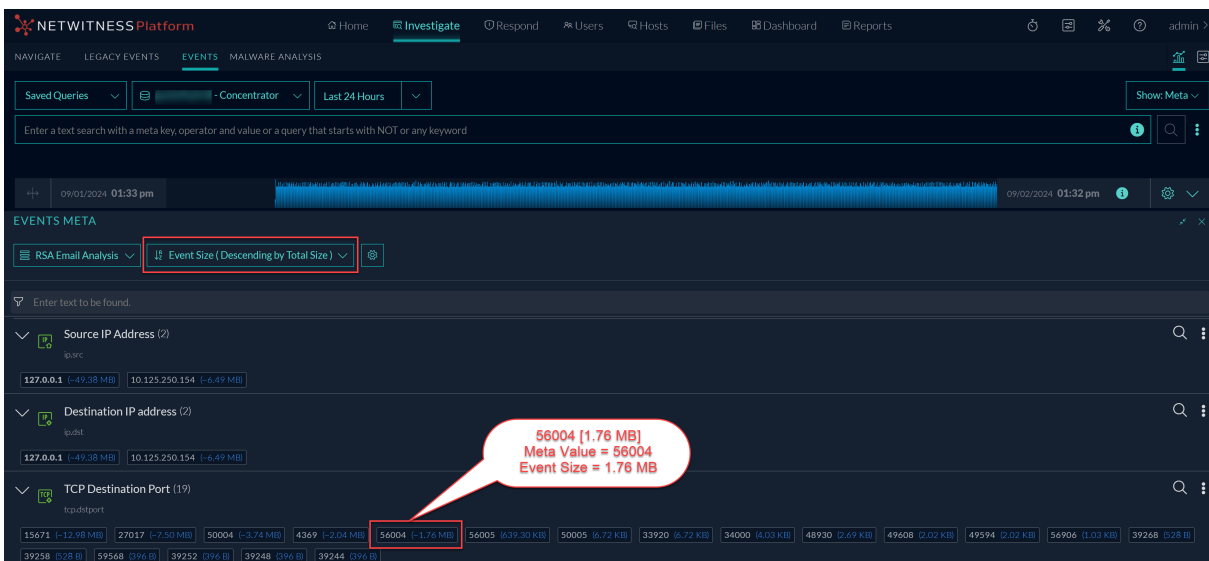 NETWITNESS Platform Home Investigate Respond Users Hosts Files Dashboard Reports admin >
NAVIGATE LEGACY EVENTS EVENTS MALWARE ANALYSIS
Saved Queries - Concentrator Last 24 Hours Show: Meta
Enter a text search with a meta key, operator and value or a query that starts with NOT or any keyword
09/01/2024 01:33 pm 09/02/2024 01:32 pm
EVENTS META
RSA Email Analysis Event Size ( Descending by Total Size )
Enter text to be found.
Source IP Address (2)
ip.src
127.0.0.1 (~49.38 MB) 10.125.250.154 (~6.49 MB)
Destination IP address (2)
ip.dst
127.0.0.1 (~49.38 MB) 10.125.250.154 (~6.49 MB)
56004 [1.76 MB]
Meta Value = 56004
Event Size = 1.76 MB
TCP Destination Port (19)
tcp.dstport
15671 (~12.98 MB) 27017 (~7.50 MB) 50004 (~3.74 MB) 4369 (~2.04 MB) 56004 (~1.76 MB) 56005 (639.30 KB) 50005 (6.72 KB) 33920 (6.72 KB) 34000 (4.03 KB) 48930 (2.69 KB) 49608 (2.02 KB) 49594 (2.02 KB) 56906 (1.03 KB) 39268 (528 B)
39258 (528 B) 59568 (396 B) 39252 (396 B) 39248 (396 B) 39244 (396 B)